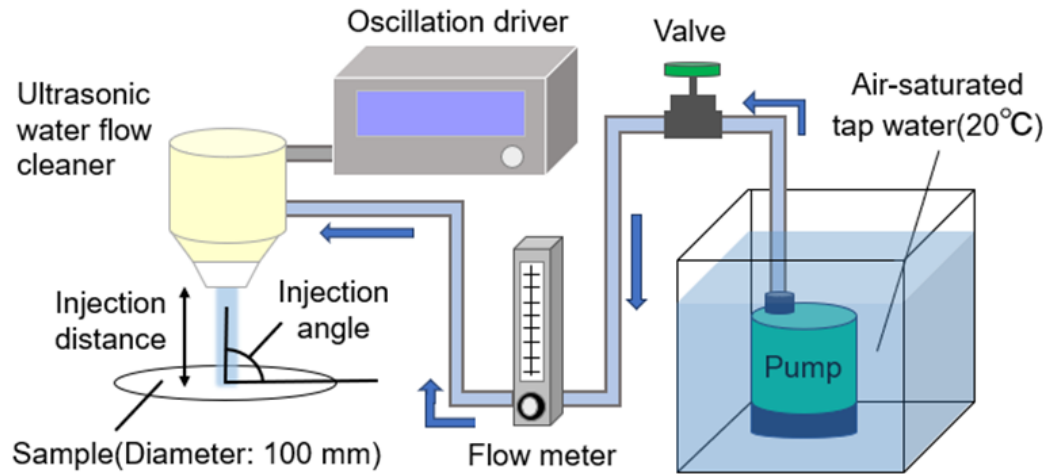 Oscillation driver
Valve
Ultrasonic
water flow
cleaner
Air-saturated
tap water(20℃)
Injection
distance
Injection
angle
Pump
Sample(Diameter: 100 mm)
Flow meter